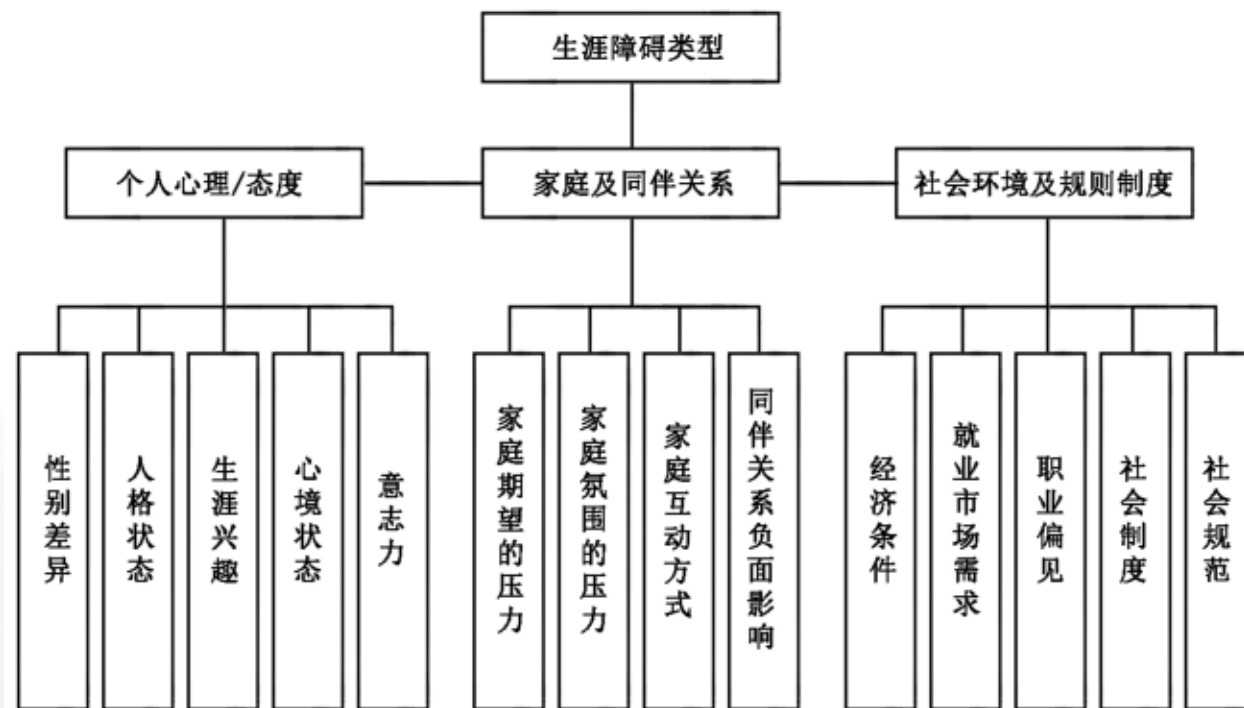 生涯障碍类型
个人心理/态度
家庭及同伴关系
社会环境及规则制度
性别差异
人格状态
生涯兴趣
心境状态
意志力
家庭期望的压力
家庭氛围的压力
家庭互动方式
同伴关系负面影响
经济条件
就业市场需求
职业偏见
社会制度
社会规范